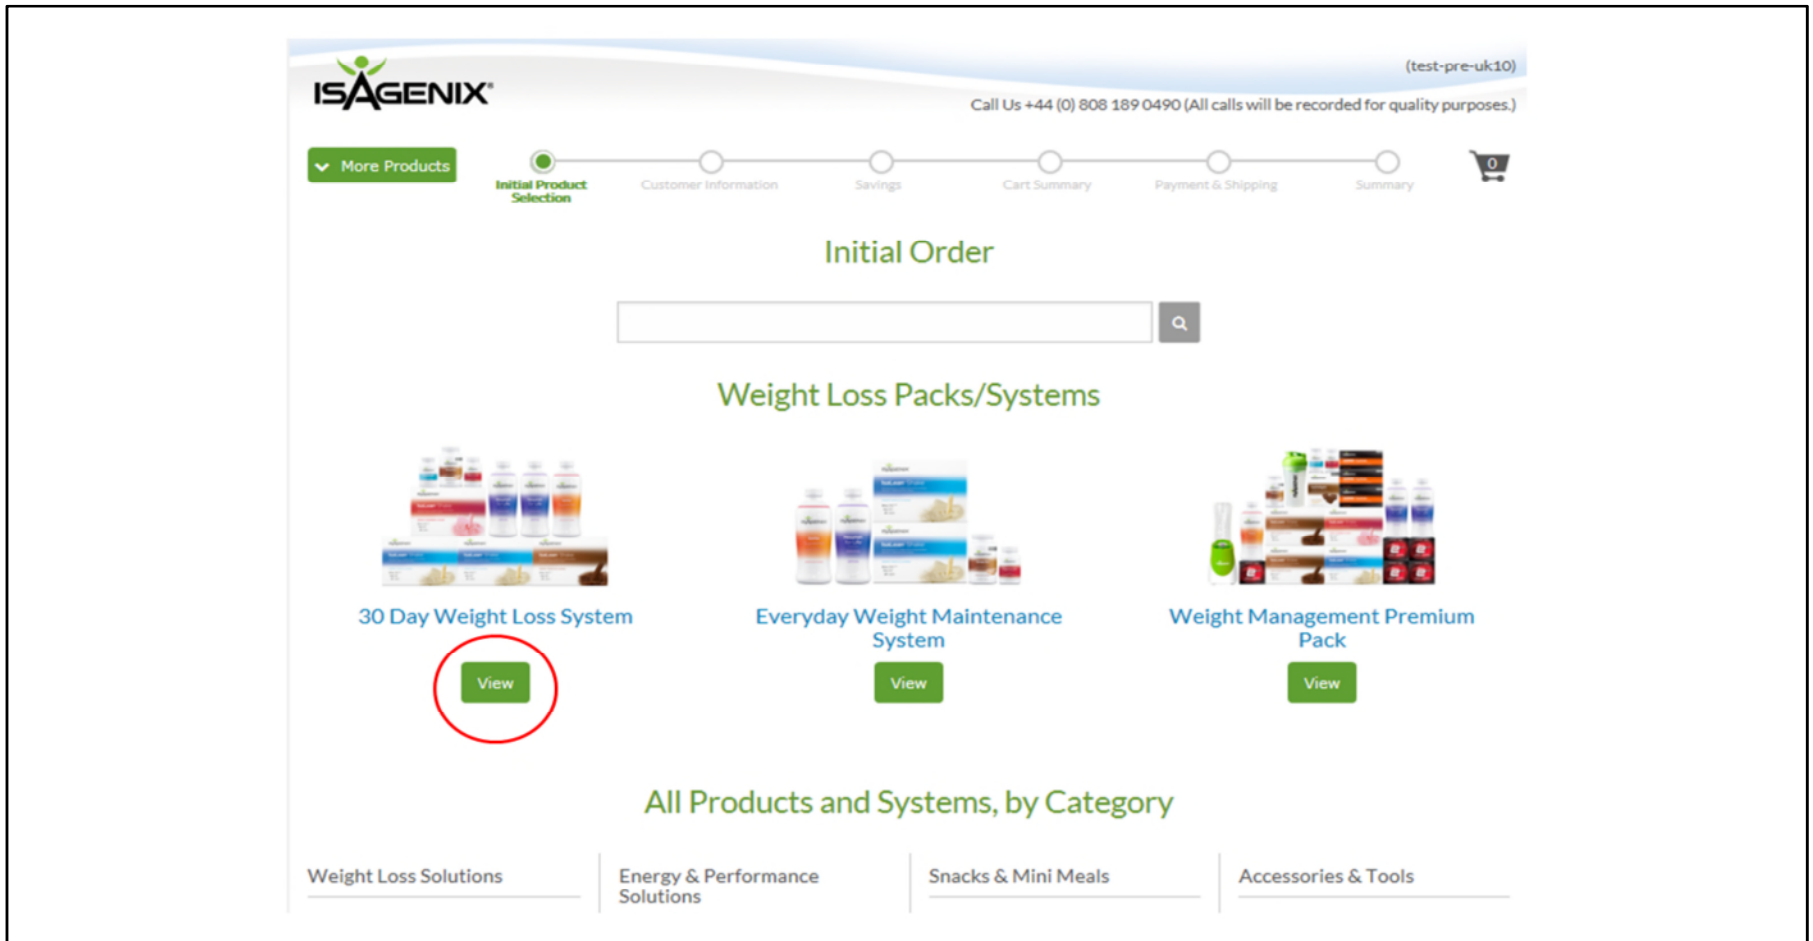 ISAGENIX®
(test-pre-uk10)
Call Us +44 (0) 808 189 0490 (All calls will be recorded for quality purposes.)
More Products
0
Initial Product
Selection
Customer Information
Savings
Cart Summary
Payment & Shipping
Summary
Initial Order
Weight Loss Packs/Systems
30 Day Weight Loss System
Everyday Weight Maintenance
System
Weight Management Premium
Pack
View
View
View
All Products and Systems, by Category
Weight Loss Solutions
Energy & Performance
Solutions
Snacks & Mini Meals
Accessories & Tools